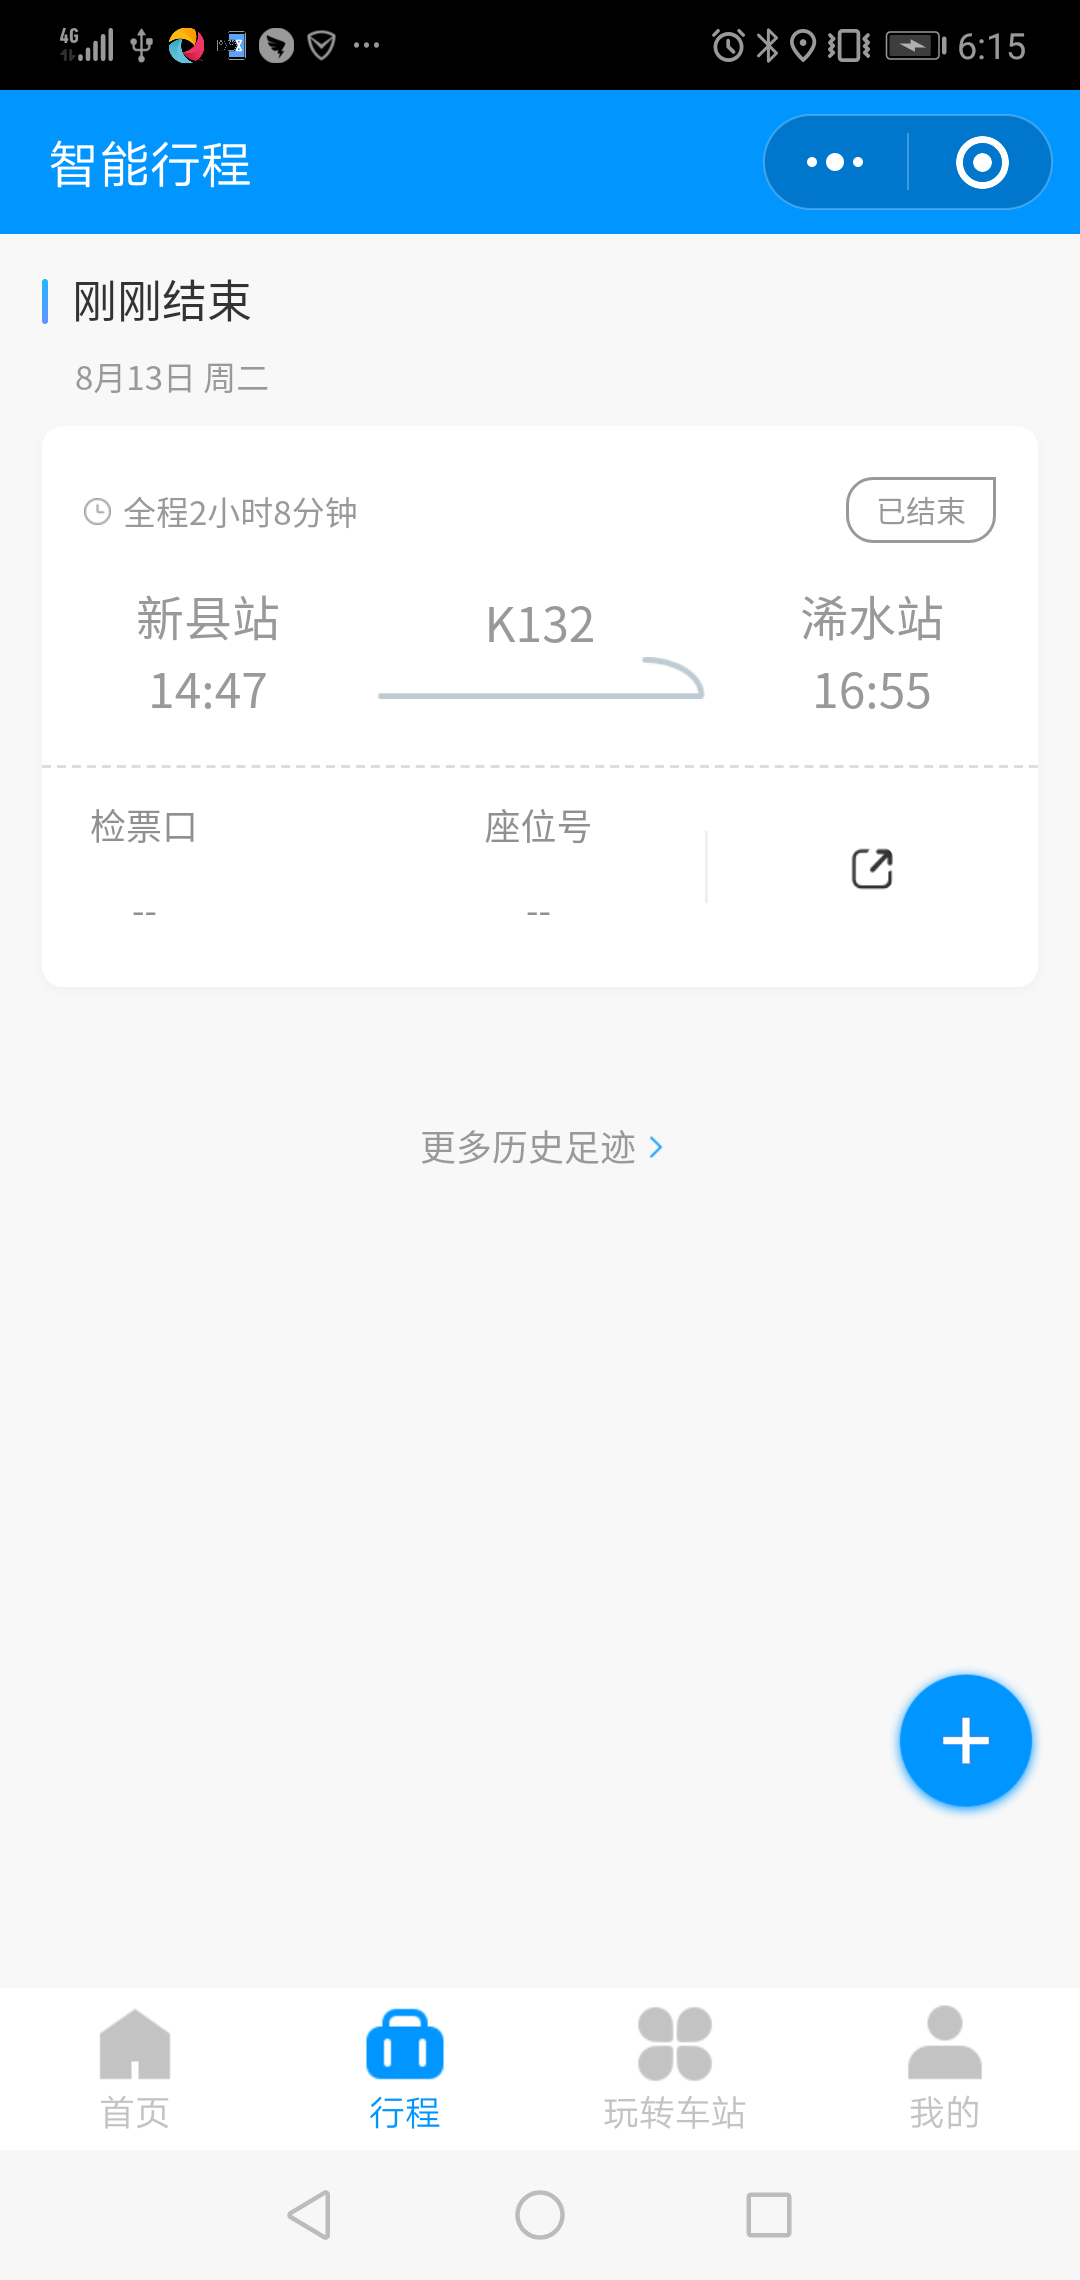 4G 6:15
智能行程
刚刚结束
8月13日 周二
全程2小时8分钟 已结束
新县站 K132 浠水站
14:47 16:55
检票口 座位号
-- --
更多历史足迹
首页 行程 玩转车站 我的